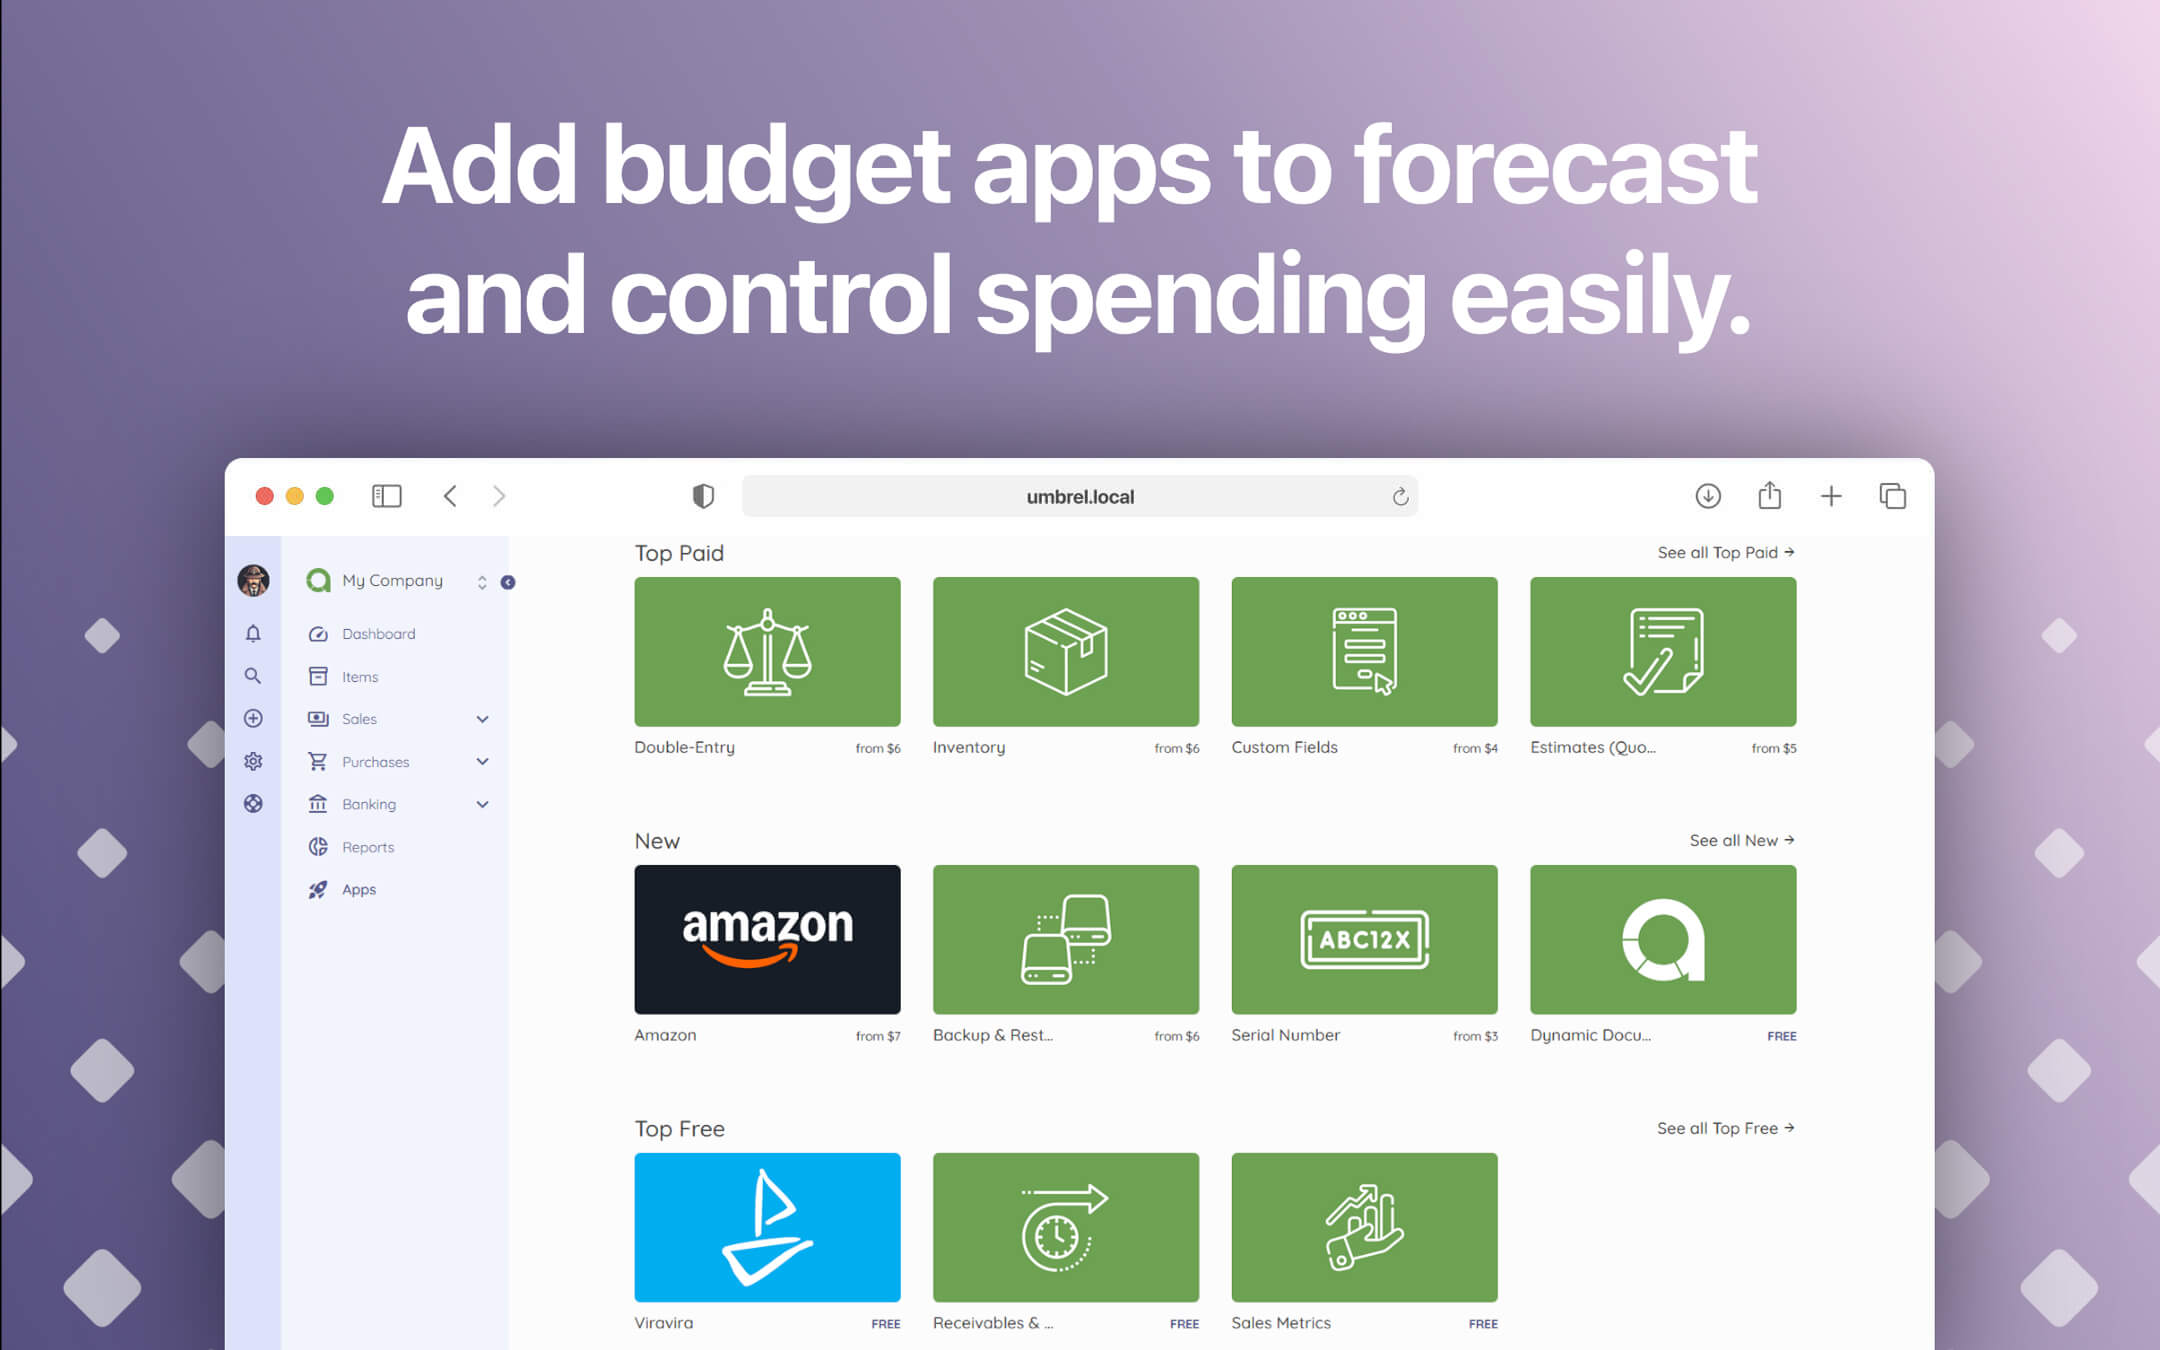 Add budget apps to forecast
and control spending easily.
umbrel.local
My Company
Dashboard
Items
Sales
Purchases
Banking
Reports
Apps
Top Paid
See all Top Paid →
Double-Entry from $6
Inventory from $6
Custom Fields from $4
Estimates (Quo... from $5
New
See all New →
amazon
ABC12X
Amazon from $7
Backup & Rest... from $6
Serial Number from $3
Dynamic Docu... FREE
Top Free
See all Top Free →
Viravira FREE
Receivables & ... FREE
Sales Metrics FREE